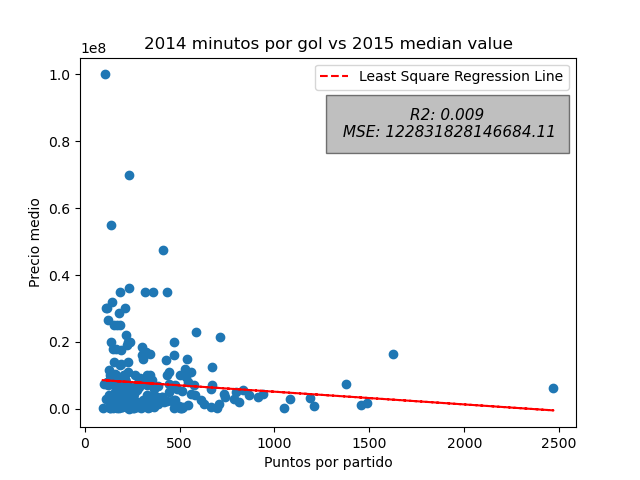 2014 minutos por gol vs 2015 median value
1e8
Least Square Regression Line
R2: 0.009
MSE: 122831828146684.11
1.0
0.8
0.6
0.4
0.2
0.0
Precio medio
0 500 1000 1500 2000 2500
Puntos por partido